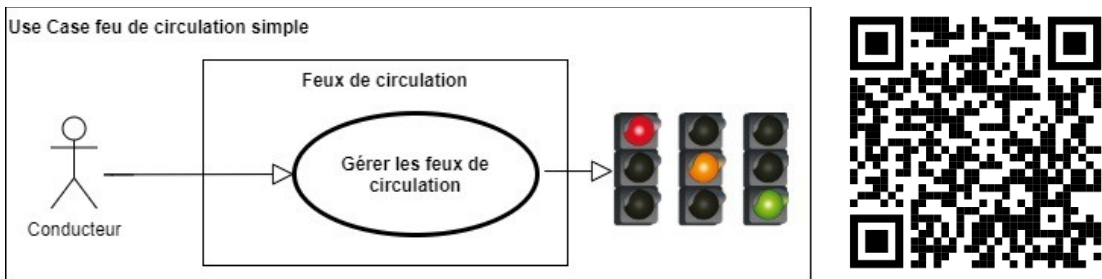 Use Case feu de circulation simple
Feux de circulation
Gérer les feux de
circulation
Conducteur